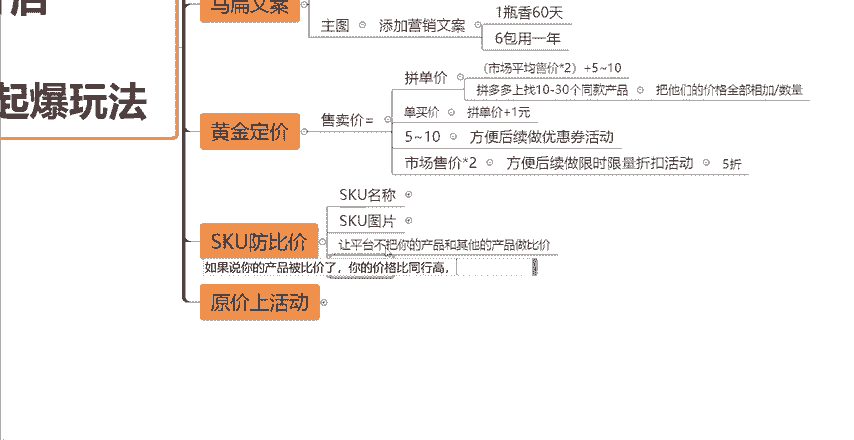 后
起爆玩法
马扁文案
主图
添加营销文案
1瓶香60天
6包用一年
黄金定价
售卖价=
拼单价
（市场平均售价*2）+5~10
拼多多上找10-30个同款产品
把他们的价格全部相加/数量
单买价
拼单价+1元
5~10
方便后续做优惠券活动
市场售价*2
方便后续做限时限量折扣活动
5折
SKU防比价
SKU名称
SKU图片
让平台不把你的产品和其他的产品做比价
如果说你的产品被比价了，你的价格比同行高，
原价上活动